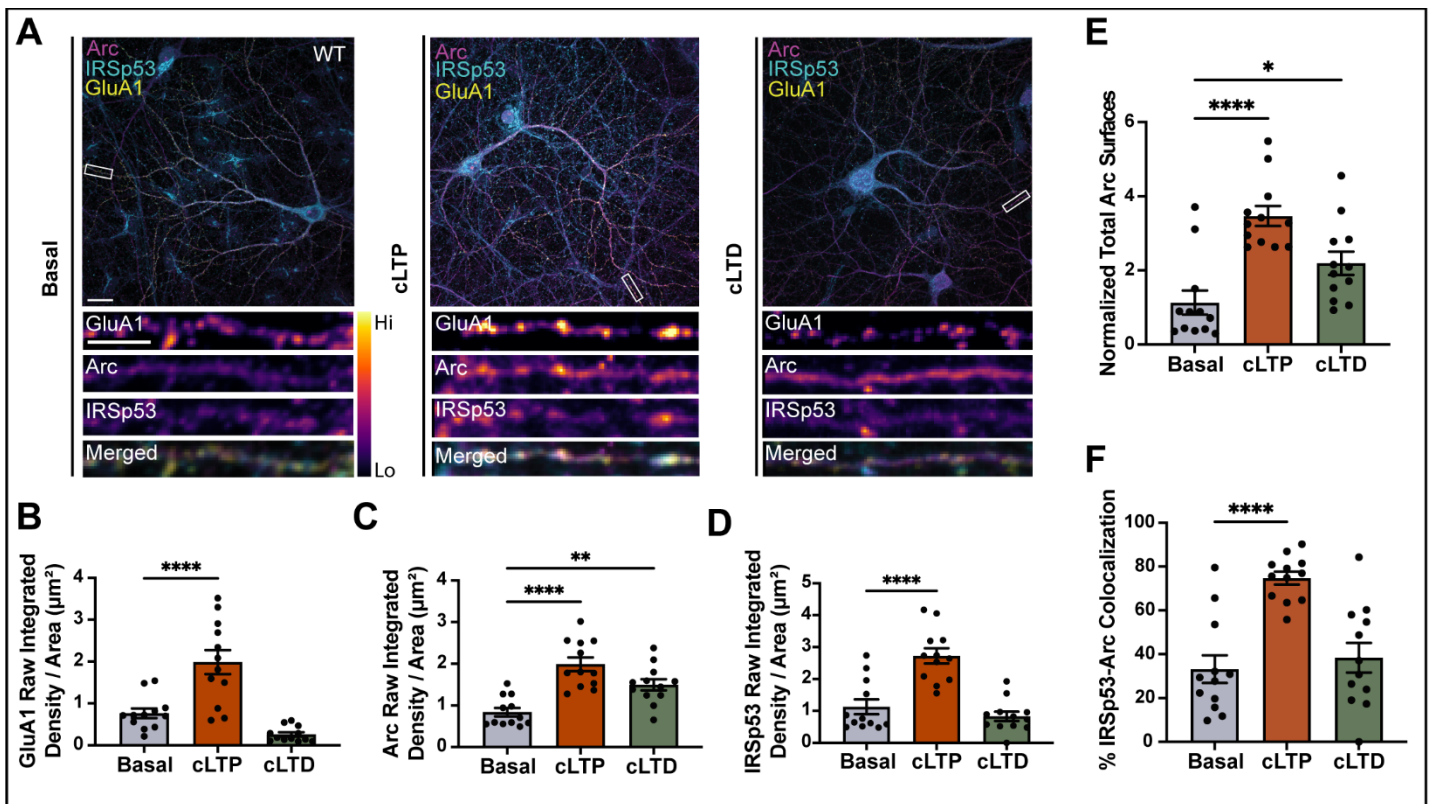 A
Basal
Arc
IRSp53
GluA1
WT
GluA1
Arc
IRSp53
Merged
Hi
Lo
cLTP
Arc
IRSp53
GluA1
GluA1
Arc
IRSp53
Merged
cLTD
Arc
IRSp53
GluA1
GluA1
Arc
IRSp53
Merged
B
GluA1 Raw Integrated
Density / Area (µm²)
4
3
2
1
0
****
Basal cLTP cLTD
C
Arc Raw Integrated
Density / Area (µm²)
4
3
2
1
0
**
****
Basal cLTP cLTD
D
IRSp53 Raw Integrated
Density / Area (µm²)
5
4
3
2
1
0
****
Basal cLTP cLTD
E
Normalized Total Arc Surfaces
6
4
2
0
*
****
Basal cLTP cLTD
F
% IRSp53-Arc Colocalization
100
80
60
40
20
0
****
Basal cLTP cLTD